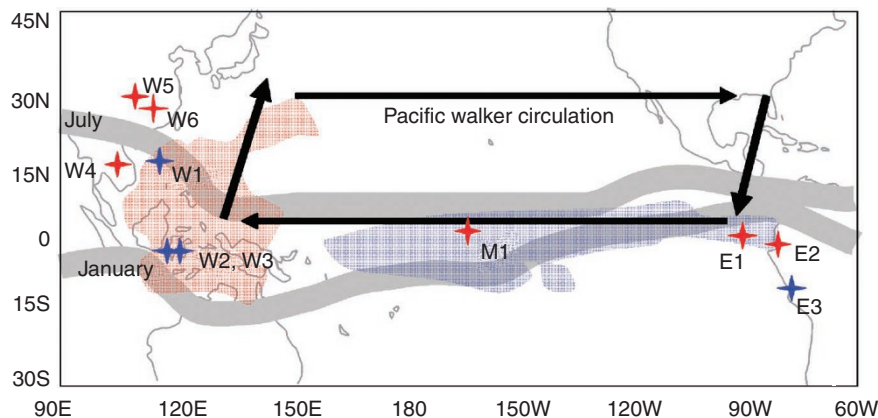 45N
30N
15N
0
15S
30S
90E 120E 150E 180 150W 120W 90W 60W
Pacific walker circulation
July
January
W5
W6
W4
W1
W2, W3
M1
E1
E2
E3